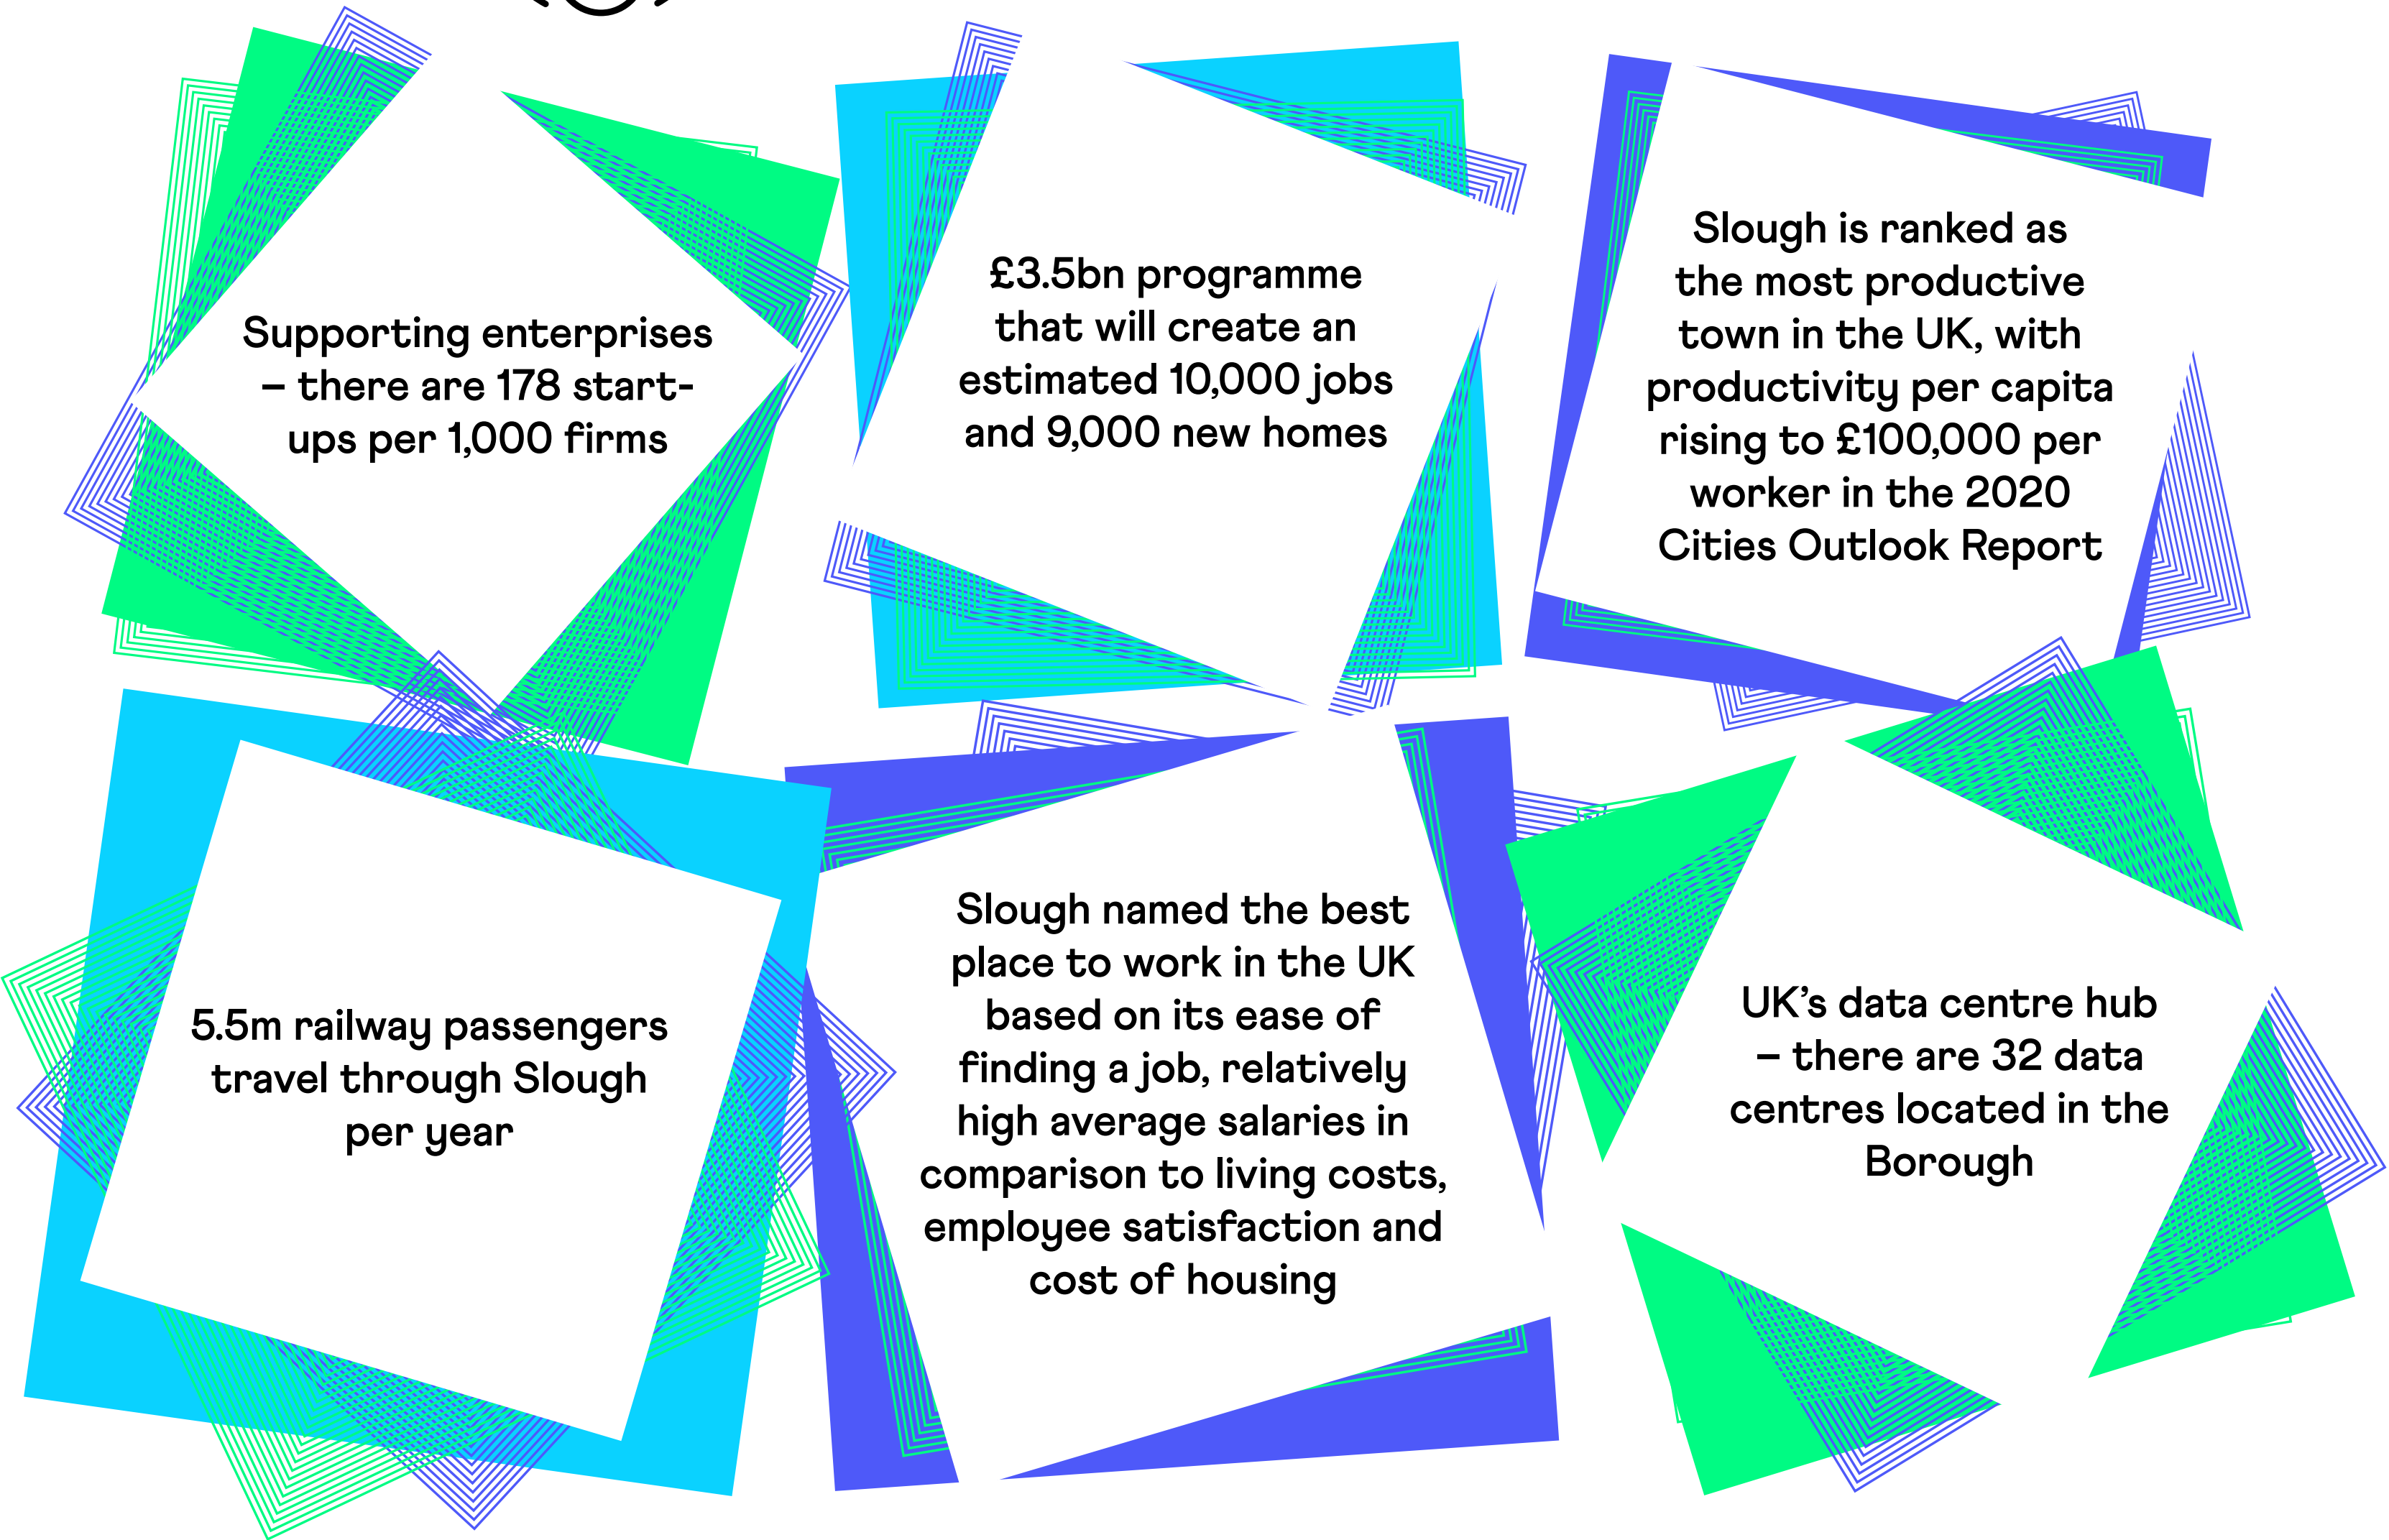 Supporting enterprises
– there are 178 start-
ups per 1,000 firms
£3.5bn programme
that will create an
estimated 10,000 jobs
and 9,000 new homes
Slough is ranked as
the most productive
town in the UK, with
productivity per capita
rising to £100,000 per
worker in the 2020
Cities Outlook Report
5.5m railway passengers
travel through Slough
per year
Slough named the best
place to work in the UK
based on its ease of
finding a job, relatively
high average salaries in
comparison to living costs,
employee satisfaction and
cost of housing
UK’s data centre hub
– there are 32 data
centres located in the
Borough